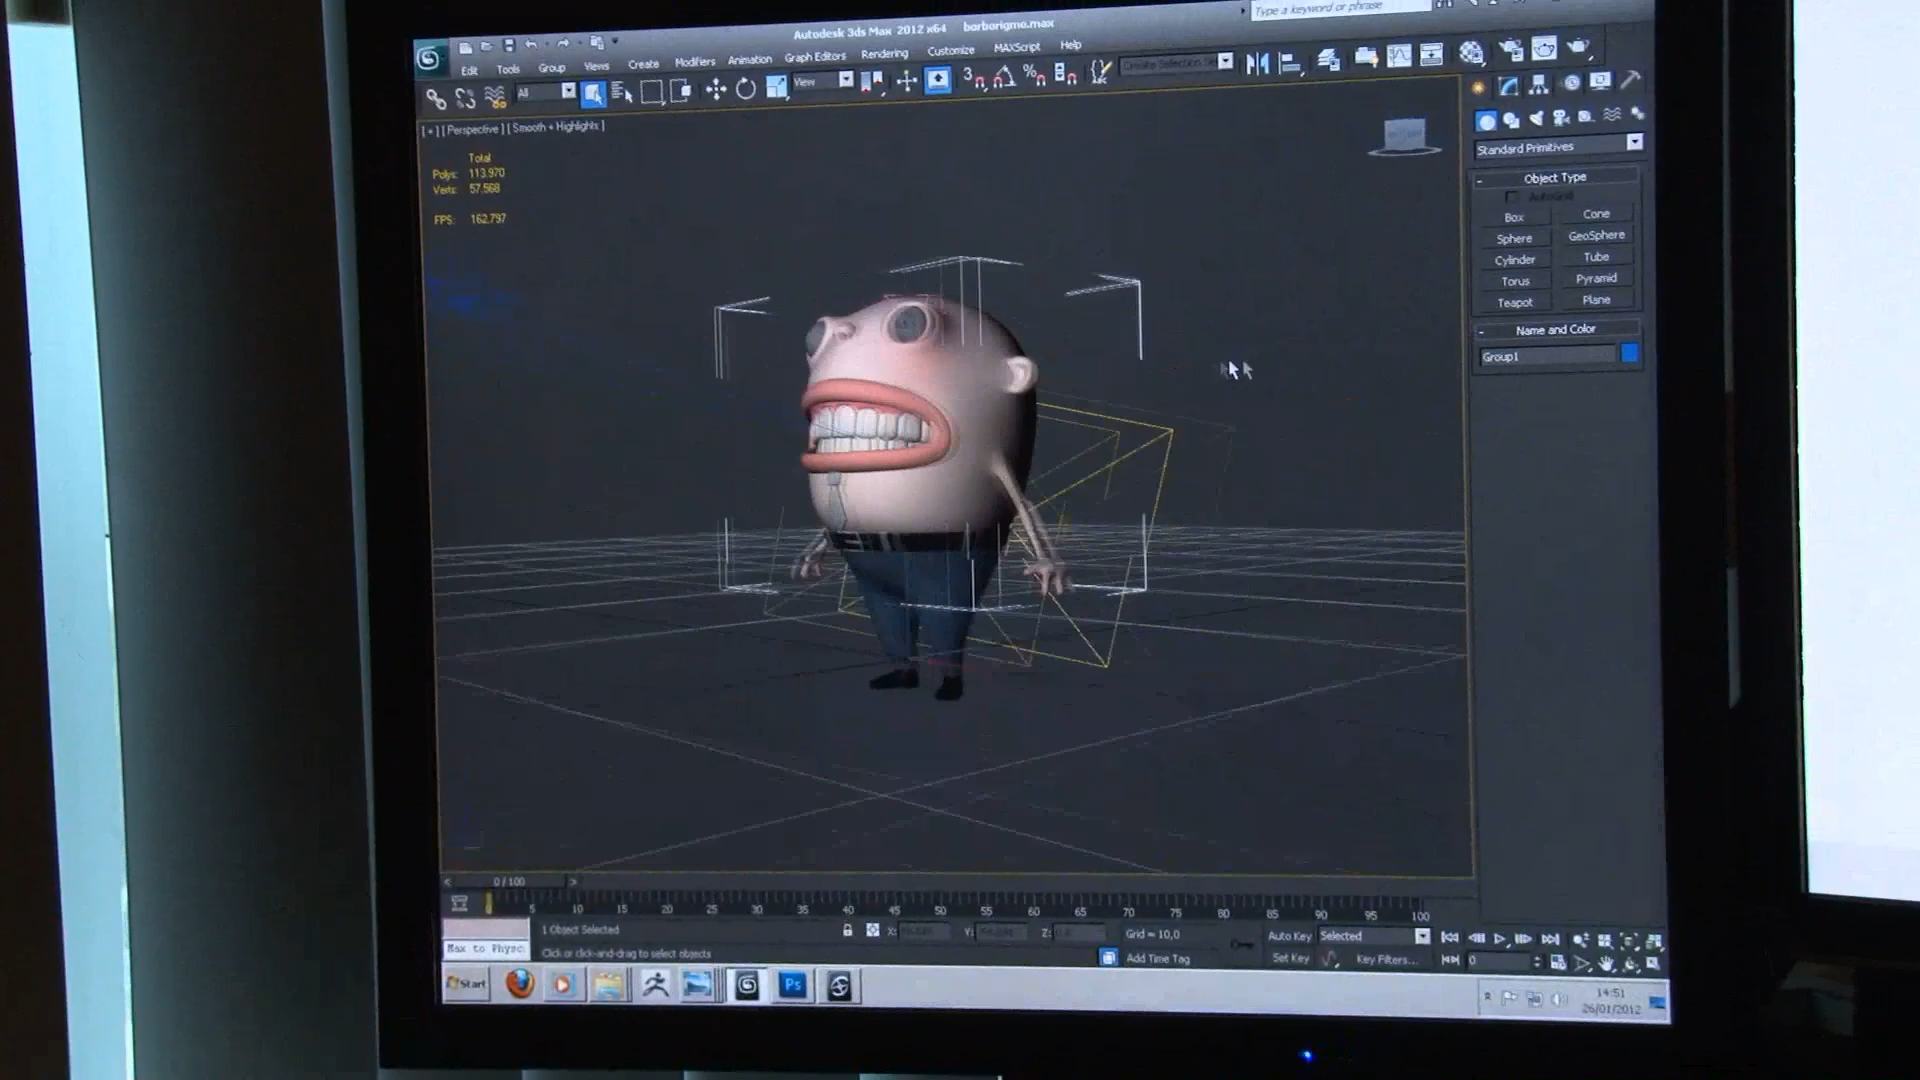 Autodesk 3ds Max 2012 x64 borborigmo.max
Type a keyword or phrase
Edit Tools Group Views Create Modifiers Animation Graph Editors Rendering Customize MAXScript Help
All
View
3
%
[ + ] [ Perspective ] [ Smooth + Highlights ]
Total
Polys: 113.970
Verts: 57.568
FPS: 162.797
Standard Primitives
- Object Type
AutoGrid
Box Cone
Sphere GeoSphere
Cylinder Tube
Torus Pyramid
Teapot Plane
- Name and Color
Group1
< 0 / 100 >
5 10 15 20 25 30 35 40 45 50 55 60 65 70 75 80 85 90 95 100
1 Object Selected
X: Y: Z:
Grid = 10,0
Auto Key Selected
Max to Physc
Click or click-and-drag to select objects
Add Time Tag
Set Key Key Filters...
0
Start
Ps
14:51
26/01/2012